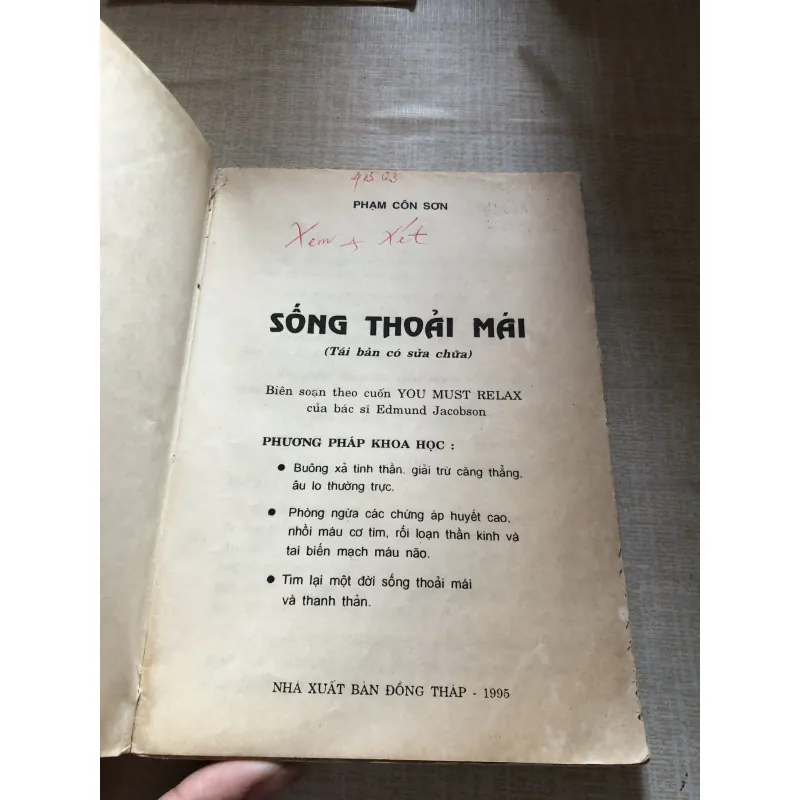 PHẠM CÔN SƠN
Xem & Xét
SỐNG THOẢI MÁI
(Tái bản có sửa chữa)
Biên soạn theo cuốn YOU MUST RELAX
của bác sĩ Edmund Jacobson
PHƯƠNG PHÁP KHOA HỌC :
● Buông xả tinh thần, giải trừ căng thẳng,
âu lo thường trực.
● Phòng ngừa các chứng áp huyết cao,
nhồi máu cơ tim, rối loạn thần kinh và
tai biến mạch máu não.
● Tìm lại một đời sống thoải mái
và thanh thản.
NHÀ XUẤT BẢN ĐỒNG THÁP - 1995